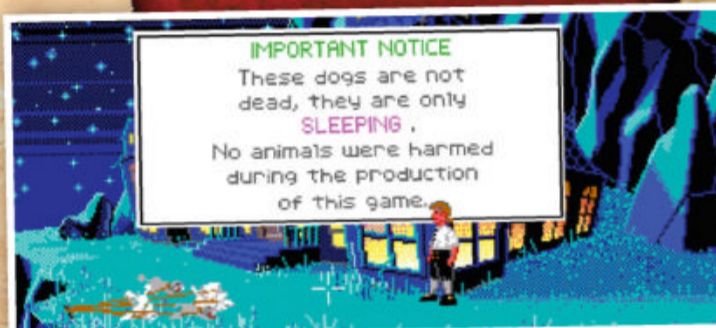 IMPORTANT NOTICE
These dogs are not
dead, they are only
SLEEPING .
No animals were harmed
during the production
of this game.